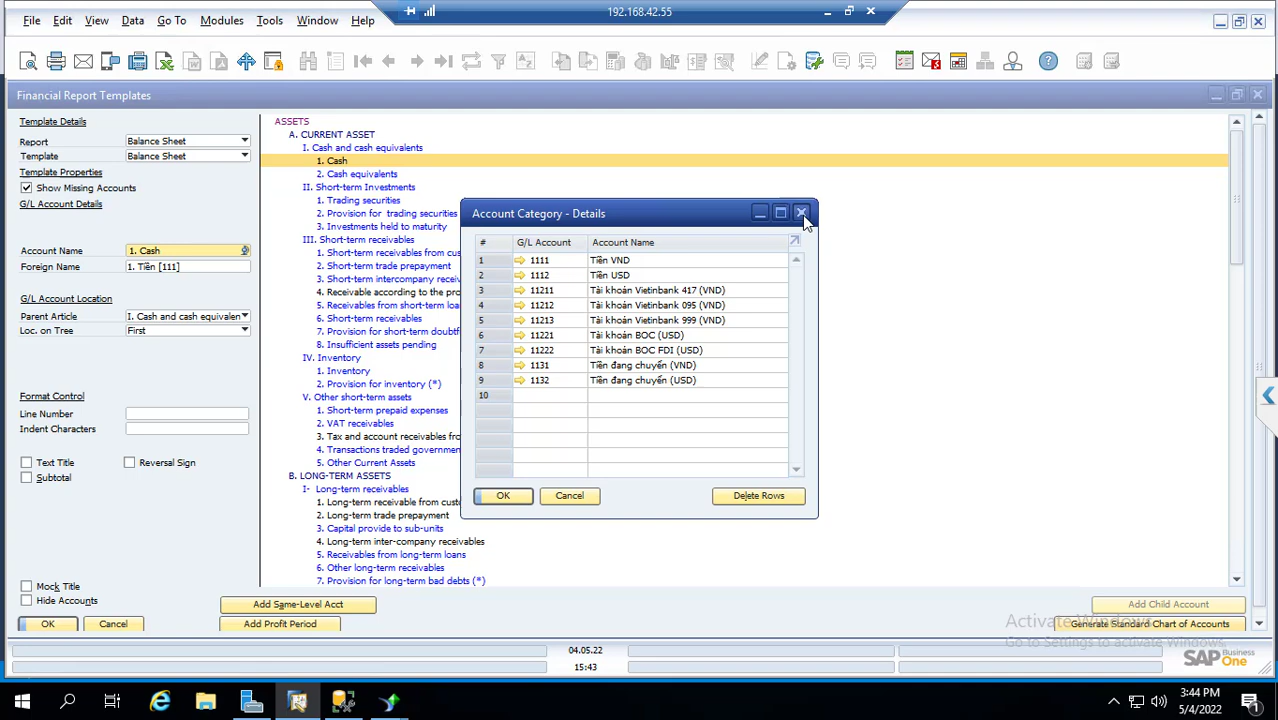 192.168.42.55
File Edit View Data Go To Modules Tools Window Help
Financial Report Templates
Template Details
Report Balance Sheet
Template Balance Sheet
Template Properties
Show Missing Accounts
G/L Account Details
Account Name 1. Cash
Foreign Name 1. Tiền [111]
G/L Account Location
Parent Article I. Cash and cash equivalen
Loc. on Tree First
Format Control
Line Number
Indent Characters
Text Title Reversal Sign
Subtotal
Mock Title
Hide Accounts
OK Cancel
Add Same-Level Acct
Add Profit Period
ASSETS
A. CURRENT ASSET
I. Cash and cash equivalents
1. Cash
2. Cash equivalents
II. Short-term Investments
1. Trading securities
2. Provision for trading securities
3. Investments held to maturity
III. Short-term receivables
1. Short-term receivables from cus
2. Short-term trade prepayment
3. Short-term intercompany receiv
4. Receivable according to the pro
5. Receivables from short-term loa
6. Short-term receivables
7. Provision for short-term doubtf
8. Insufficient assets pending
IV. Inventory
1. Inventory
2. Provision for inventory (*)
V. Other short-term assets
1. Short-term prepaid expenses
2. VAT receivables
3. Tax and account receivables fro
4. Transactions traded governmen
5. Other Current Assets
B. LONG-TERM ASSETS
I- Long-term receivables
1. Long-term receivable from cust
2. Long-term trade prepayment
3. Capital provide to sub-units
4. Long-term inter-company receivables
5. Receivables from long-term loans
6. Other long-term receivables
7. Provision for long-term bad debts (*)
Account Category - Details
# G/L Account Account Name
1 1111 Tiền VND
2 1112 Tiền USD
3 11211 Tài khoản Vietinbank 417 (VND)
4 11212 Tài khoản Vietinbank 095 (VND)
5 11213 Tài khoản Vietinbank 999 (VND)
6 11221 Tài khoản BOC (USD)
7 11222 Tài khoản BOC FDI (USD)
8 1131 Tiền đang chuyển (VND)
9 1132 Tiền đang chuyển (USD)
10
OK Cancel Delete Rows
Add Child Account
Generate Standard Chart of Accounts
Activate Windows
Go to Settings to activate Windows.
04.05.22
15:43
SAP Business One
3:44 PM
5/4/2022
1